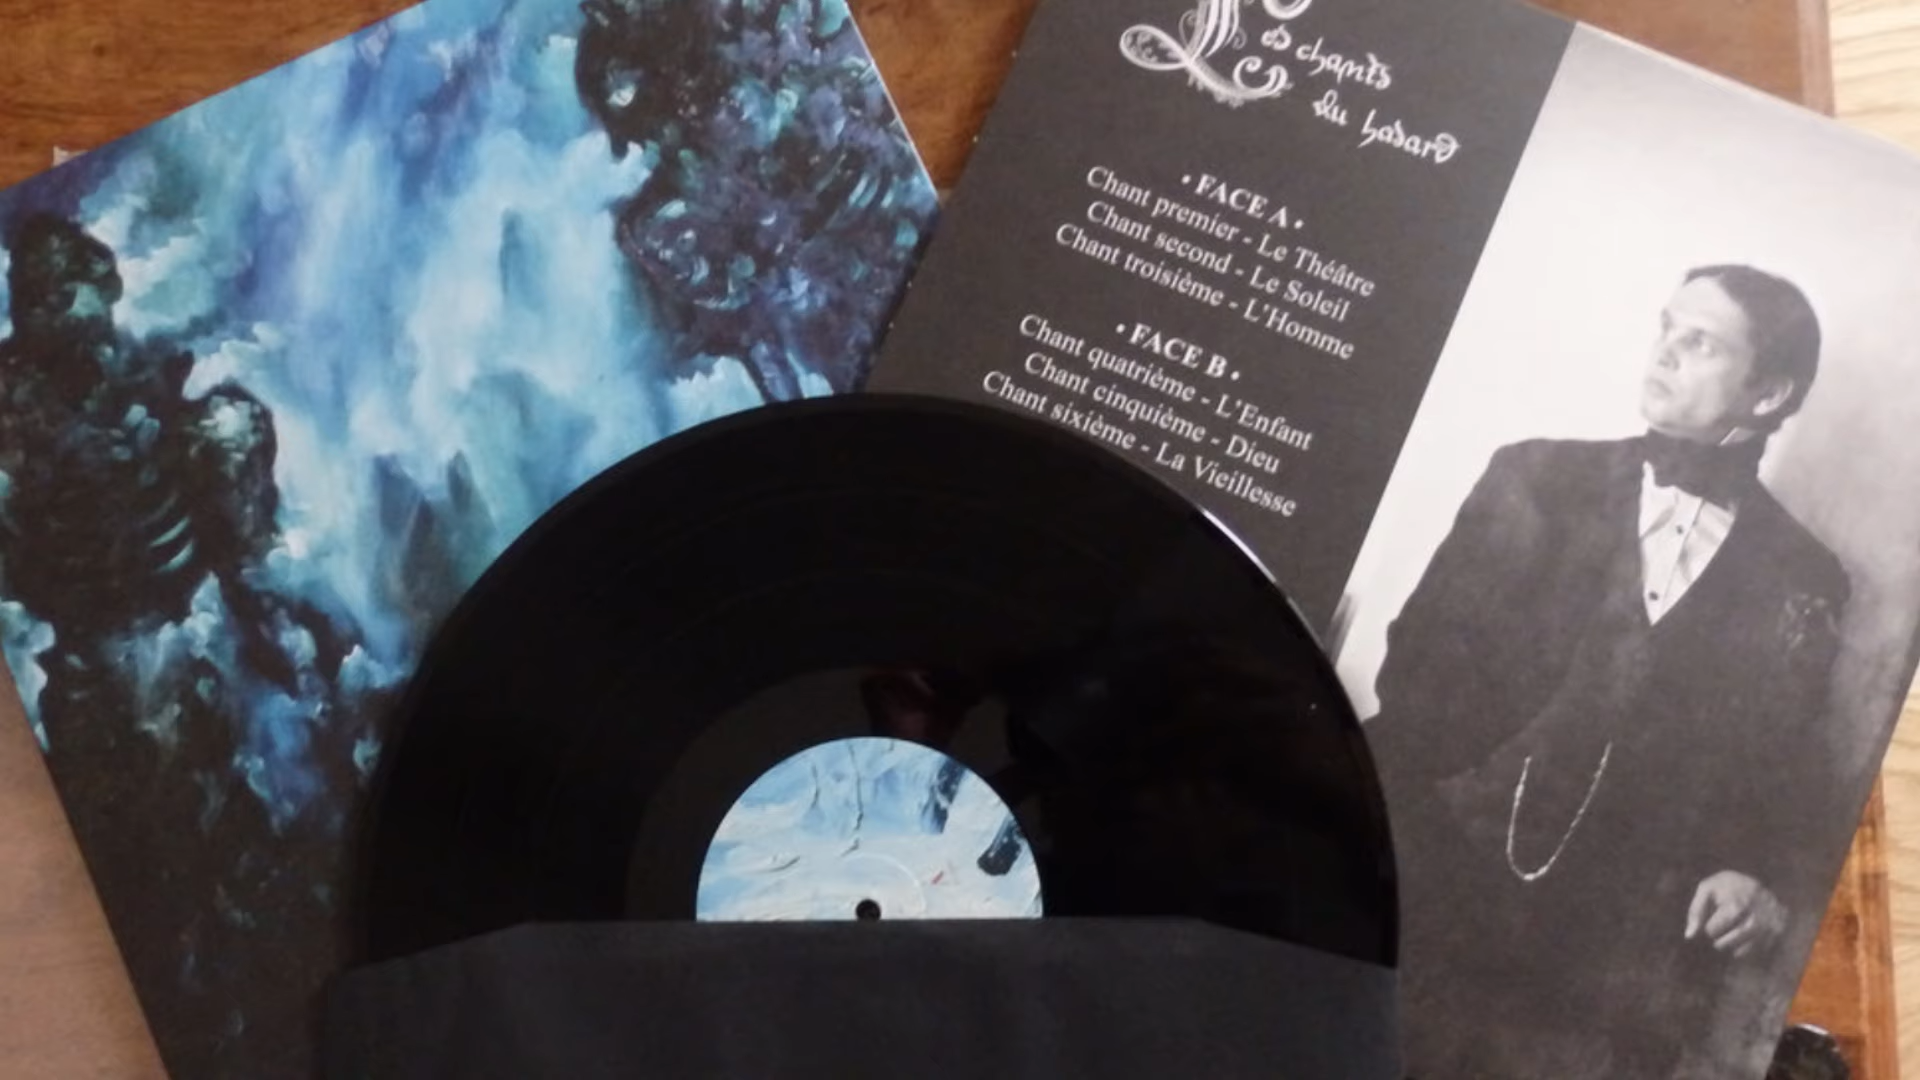 Les chants
du hasard
• FACE A •
Chant premier - Le Théâtre
Chant second - Le Soleil
Chant troisième - L'Homme
• FACE B •
Chant quatrième - L'Enfant
Chant cinquième - Dieu
Chant sixième - La Vieillesse